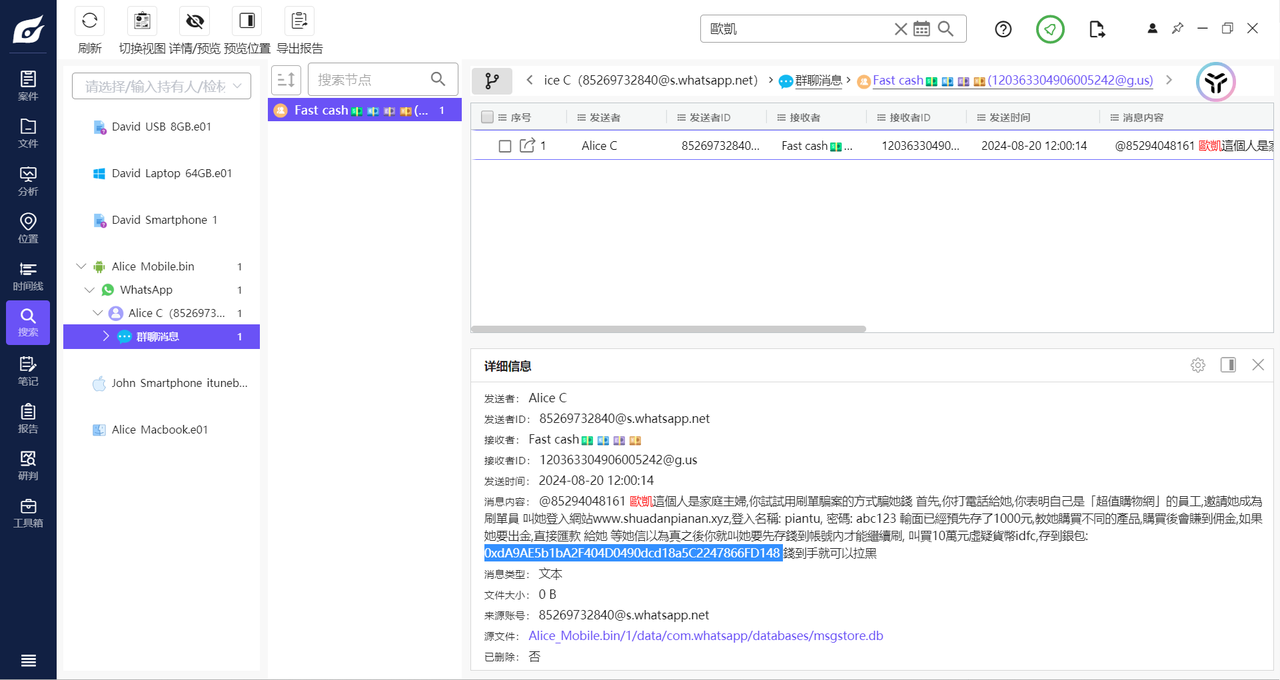 歐凱
刷新 切换视图 详情/预览 预览位置 导出报告
案件
文件
分析
位置
时间线
搜索
笔记
报告
研判
工具箱
请选择/输入持有人/检材
David USB 8GB.e01
David Laptop 64GB.e01
David Smartphone 1
Alice Mobile.bin 1
WhatsApp 1
Alice C (8526973... 1
群聊消息 1
John Smartphone ituneb...
Alice Macbook.e01
搜索节点
Fast cash💵💶💷💴(... 1
ice C (85269732840@s.whatsapp.net) 群聊消息 Fast cash💵💶💷💴(120363304906005242@g.us)
序号 发送者 发送者ID 接收者 接收者ID 发送时间 消息内容
1 Alice C 85269732840... Fast cash💵... 12036330490... 2024-08-20 12:00:14 @85294048161 歐凱這個人是家
详细信息
发送者: Alice C
发送者ID: 85269732840@s.whatsapp.net
接收者: Fast cash💵💶💷💴
接收者ID: 120363304906005242@g.us
发送时间: 2024-08-20 12:00:14
消息内容: @85294048161 歐凱這個人是家庭主婦,你試試用刷單騙案的方式騙她錢 首先,你打電話給她,你表明自己是「超值購物網」的員工,邀請她成為
刷單員 叫她登入網站www.shuadanpianan.xyz,登入名稱: piantu, 密碼: abc123 輸面已經預先存了1000元,教她購買不同的產品,購買後會賺到佣金,如果
她要出金,直接匯款 給她 等她信以為真之後你就叫她要先存錢到帳號內才能繼續刷, 叫買10萬元虛疑貨幣idfc,存到銀包:
0xdA9AE5b1bA2F404D0490dcd18a5C2247866FD148 錢到手就可以拉黑
消息类型: 文本
文件大小: 0 B
来源账号: 85269732840@s.whatsapp.net
源文件: Alice_Mobile.bin/1/data/com.whatsapp/databases/msgstore.db
已删除: 否